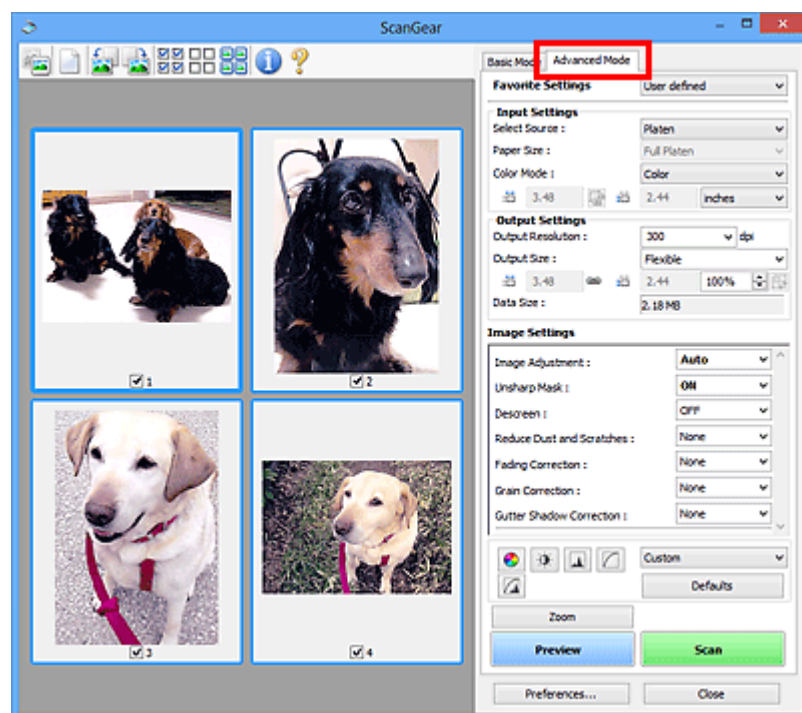 ScanGear
Basic Mode Advanced Mode
Favorite Settings User defined
Input Settings
Select Source : Platen
Paper Size : Full Platen
Color Mode : Color
3.48 2.44 inches
Output Settings
Output Resolution : 300 dpi
Output Size : Flexible
3.48 2.44 100%
Data Size : 2.18 MB
Image Settings
Image Adjustment : Auto
Unsharp Mask : ON
Descreen : OFF
Reduce Dust and Scratches : None
Fading Correction : None
Grain Correction : None
Gutter Shadow Correction : None
Custom
Defaults
Zoom
Preview Scan
Preferences... Close
1
2
3
4